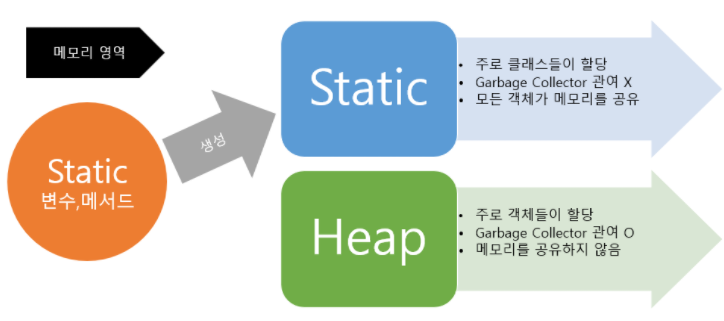 메모리 영역
Static
변수,메서드
생성
Static
• 주로 클래스들이 할당
• Garbage Collector 관여 X
• 모든 객체가 메모리를 공유
Heap
• 주로 객체들이 할당
• Garbage Collector 관여 O
• 메모리를 공유하지 않음